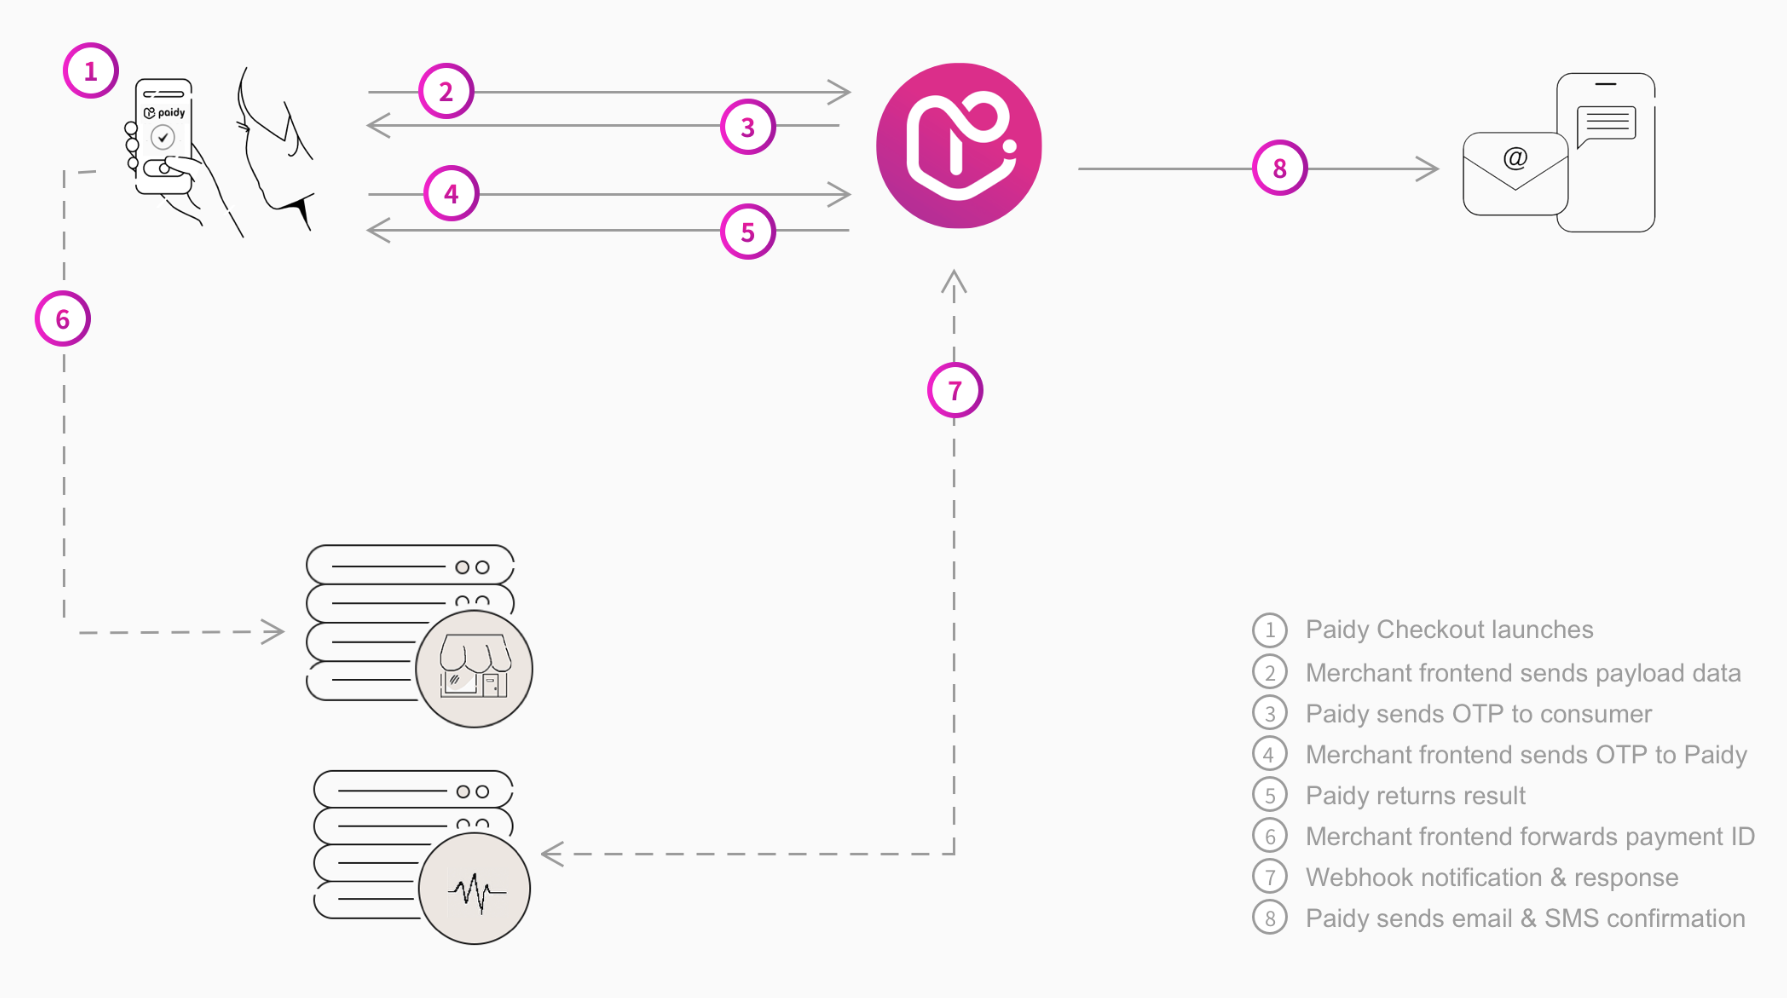 1
paidy
2
3
4
5
8
@
6
7
1 Paidy Checkout launches
2 Merchant frontend sends payload data
3 Paidy sends OTP to consumer
4 Merchant frontend sends OTP to Paidy
5 Paidy returns result
6 Merchant frontend forwards payment ID
7 Webhook notification & response
8 Paidy sends email & SMS confirmation